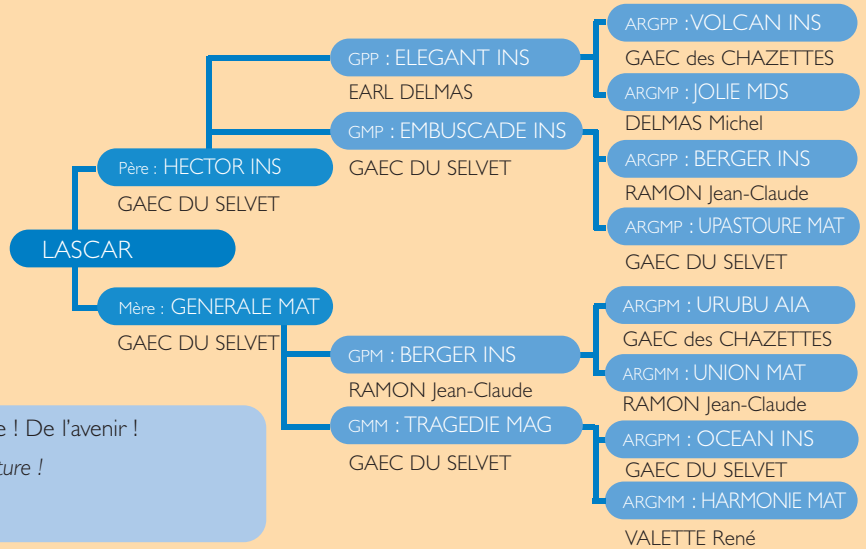 ARGPP : VOLCAN INS
GAEC des CHAZETTES
GPP : ELEGANT INS
EARL DELMAS
ARGMP : JOLIE MDS
DELMAS Michel
GMP : EMBUSCADE INS
GAEC DU SELVET
ARGPP : BERGER INS
RAMON Jean-Claude
Père : HECTOR INS
GAEC DU SELVET
ARGMP : UPASTOURE MAT
GAEC DU SELVET
LASCAR
Mère : GENERALE MAT
GAEC DU SELVET
ARGPM : URUBU AIA
GAEC des CHAZETTES
GPM : BERGER INS
RAMON Jean-Claude
ARGMM : UNION MAT
RAMON Jean-Claude
GMM : TRAGEDIE MAG
GAEC DU SELVET
ARGPM : OCEAN INS
GAEC DU SELVET
ARGMM : HARMONIE MAT
VALETTE René
! De l'avenir !
!